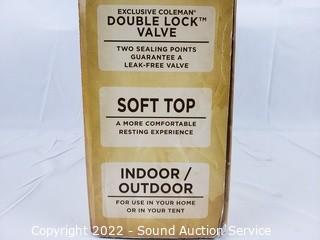 EXCLUSIVE COLEMAN®
DOUBLE LOCK™
VALVE
TWO SEALING POINTS
GUARANTEE A
LEAK-FREE VALVE
SOFT TOP
A MORE COMFORTABLE
RESTING EXPERIENCE
INDOOR /
OUTDOOR
FOR USE IN YOUR HOME
OR IN YOUR TENT
Copyright 2022 - Sound Auction Service